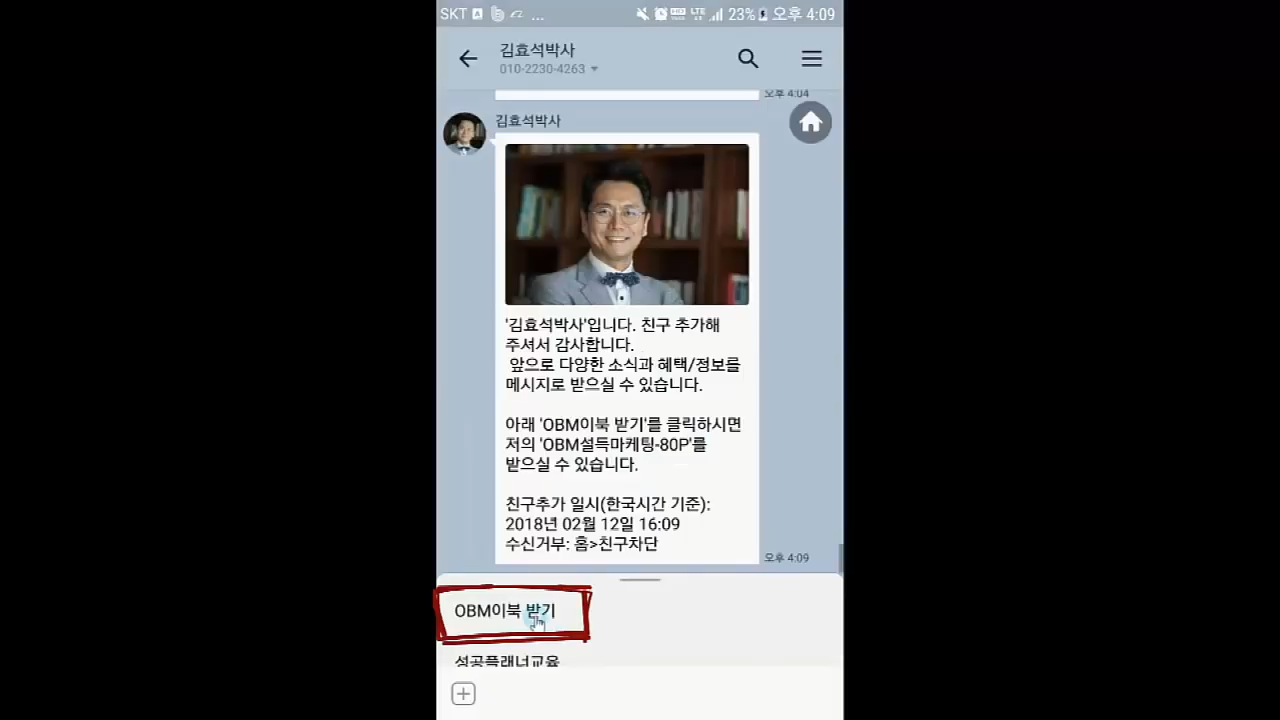 SKT ... 23% 오후 4:09
김효석박사
010-2230-4263
오후 4:04
김효석박사
'김효석박사'입니다. 친구 추가해
주셔서 감사합니다.
앞으로 다양한 소식과 혜택/정보를
메시지로 받으실 수 있습니다.
아래 'OBM이북 받기'를 클릭하시면
저의 'OBM설득마케팅-80P'를
받으실 수 있습니다.
친구추가 일시(한국시간 기준):
2018년 02월 12일 16:09
수신거부: 홈>친구차단
오후 4:09
OBM이북 받기
성공플래너교육